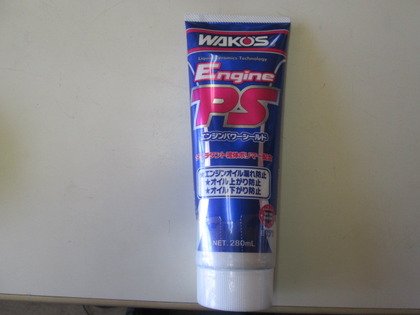 WAKO'S
Engine
PS
エンジンパワーシールド
★エンジンオイル漏れ防止
★オイル上がり防止
★オイル下がり防止
NET. 280mL